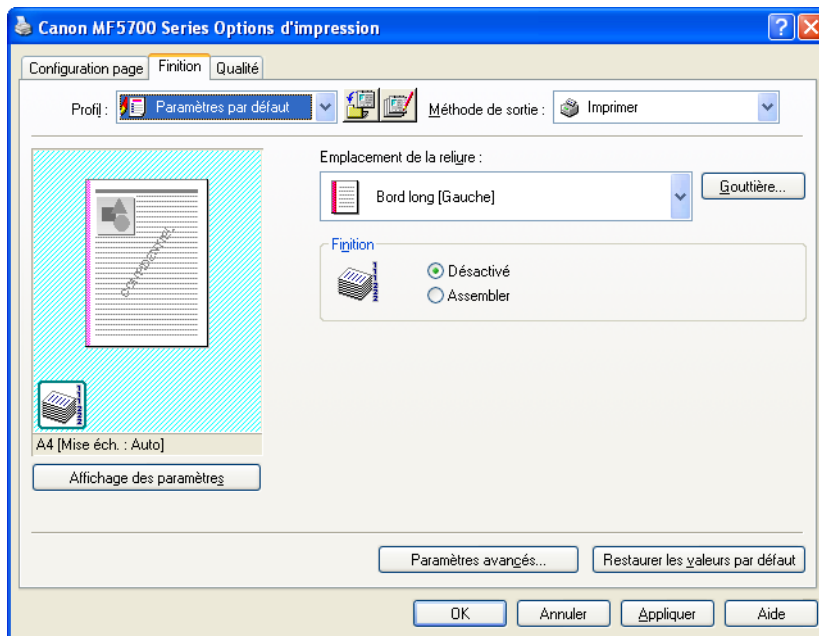 Canon MF5700 Series Options d'impression
Configuration page
Finition
Qualité
Profil :
Paramètres par défaut
Méthode de sortie :
Imprimer
CONFIDENTIEL
A4 [Mise éch. : Auto]
Affichage des paramètres
Emplacement de la reliure :
Bord long [Gauche]
Gouttière...
Finition
Désactivé
Assembler
Paramètres avancés...
Restaurer les valeurs par défaut
OK
Annuler
Appliquer
Aide